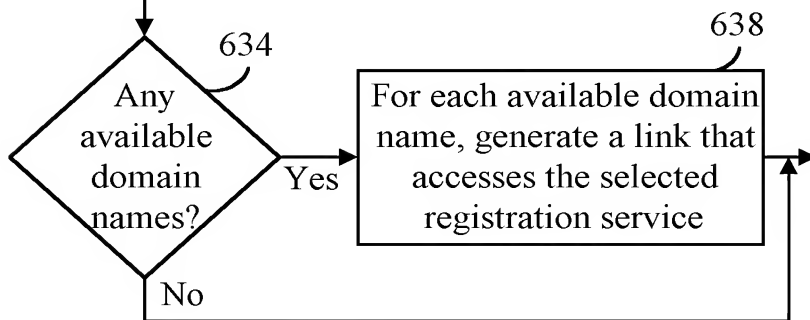 634
Any
available
domain
names?
Yes
No
638
For each available domain
name, generate a link that
accesses the selected
registration service